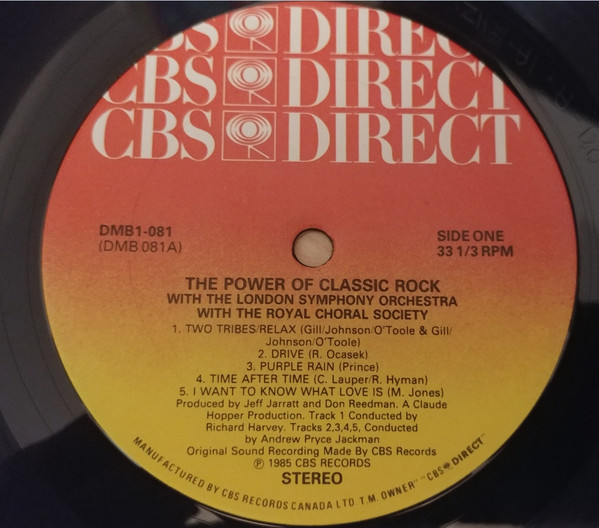 CBS DIRECT
CBS DIRECT
CBS DIRECT
DMB1-081
(DMB 081A)
SIDE ONE
33 1/3 RPM
THE POWER OF CLASSIC ROCK
WITH THE LONDON SYMPHONY ORCHESTRA
WITH THE ROYAL CHORAL SOCIETY
1. TWO TRIBES/RELAX (Gill/Johnson/O'Toole & Gill/
Johnson/O'Toole)
2. DRIVE (R. Ocasek)
3. PURPLE RAIN (Prince)
4. TIME AFTER TIME (C. Lauper/R. Hyman)
5. I WANT TO KNOW WHAT LOVE IS (M. Jones)
Produced by Jeff Jarratt and Don Reedman. A Claude
Hopper Production. Track 1 Conducted by
Richard Harvey. Tracks 2,3,4,5, Conducted
by Andrew Pryce Jackman
Original Sound Recording Made By CBS Records
℗ 1985 CBS RECORDS
STEREO
MANUFACTURED BY CBS RECORDS CANADA LTD T.M. OWNER" "CBS DIRECT"